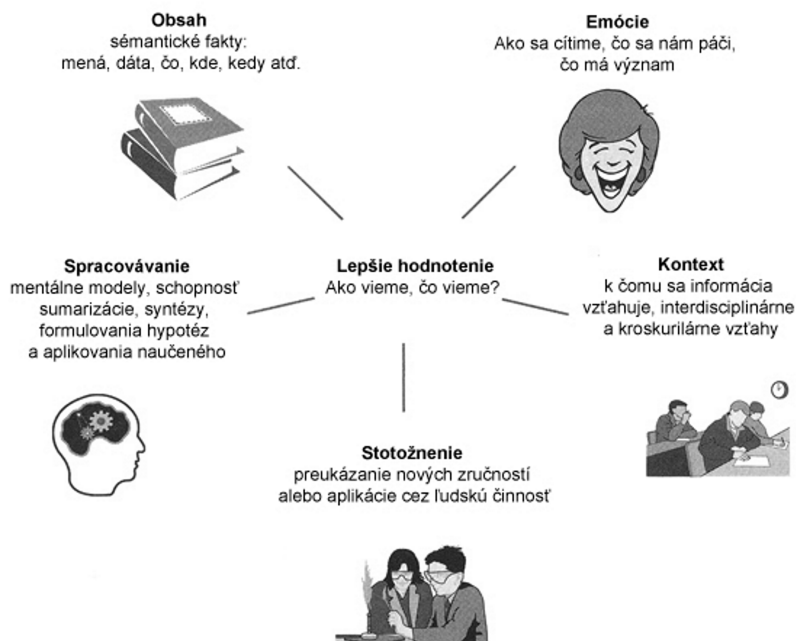 Obsah
sémantické fakty:
mená, dáta, čo, kde, kedy atď.
Emócie
Ako sa cítime, čo sa nám páči,
čo má význam
Spracovávanie
mentálne modely, schopnosť
sumarizácie, syntézy,
formulovania hypotéz
a aplikovania naučeného
Lepšie hodnotenie
Ako vieme, čo vieme?
Kontext
k čomu sa informácia
vzťahuje, interdisciplinárne
a kroskurilárne vzťahy
Stotožnenie
preukázanie nových zručností
alebo aplikácie cez ľudskú činnosť